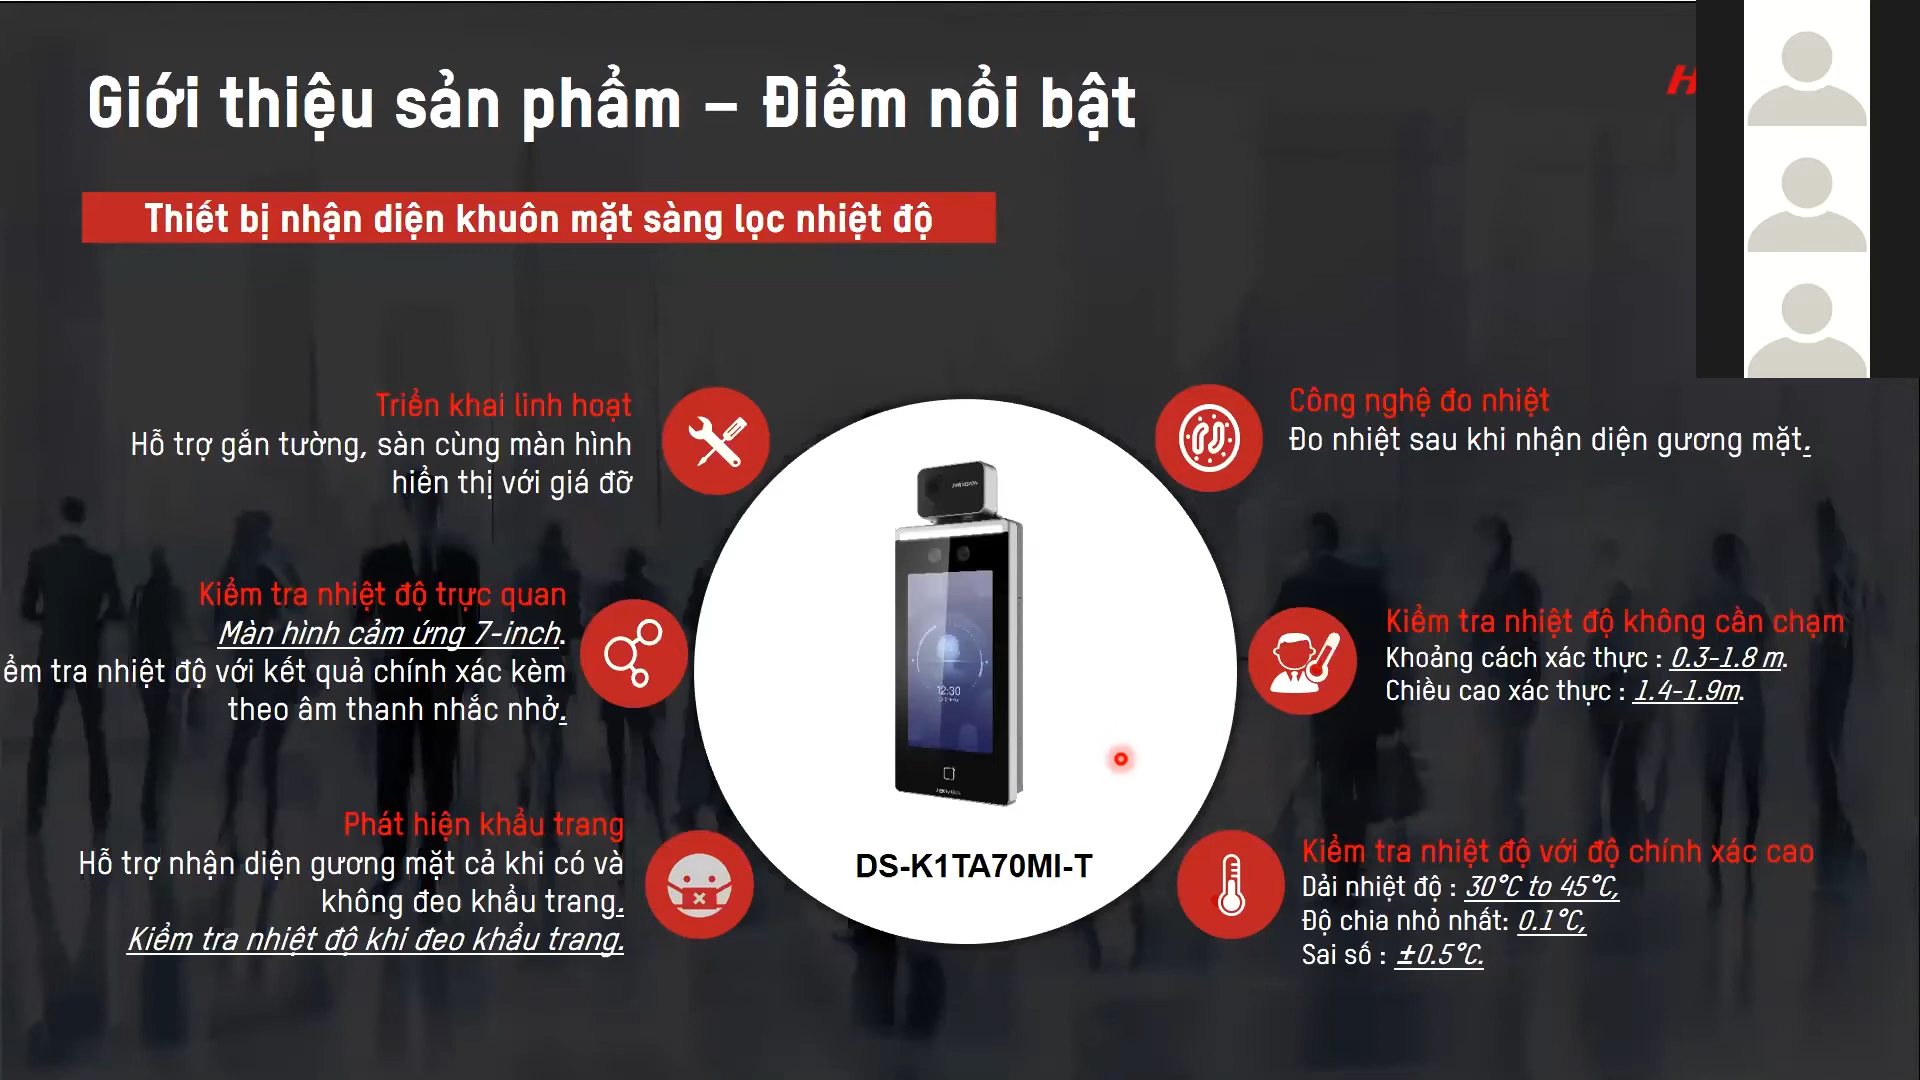 Giới thiệu sản phẩm – Điểm nổi bật
Thiết bị nhận diện khuôn mặt sàng lọc nhiệt độ
Triển khai linh hoạt
Hỗ trợ gắn tường, sàn cùng màn hình
hiển thị với giá đỡ
Kiểm tra nhiệt độ trực quan
Màn hình cảm ứng 7-inch.
ểm tra nhiệt độ với kết quả chính xác kèm
theo âm thanh nhắc nhở.
Phát hiện khẩu trang
Hỗ trợ nhận diện gương mặt cả khi có và
không đeo khẩu trang.
Kiểm tra nhiệt độ khi đeo khẩu trang.
12:30
DS-K1TA70MI-T
Công nghệ đo nhiệt
Đo nhiệt sau khi nhận diện gương mặt.
Kiểm tra nhiệt độ không cần chạm
Khoảng cách xác thực : 0.3-1.8 m.
Chiều cao xác thực : 1.4-1.9m.
Kiểm tra nhiệt độ với độ chính xác cao
Dải nhiệt độ : 30°C to 45°C,
Độ chia nhỏ nhất: 0.1°C,
Sai số : ±0.5°C.